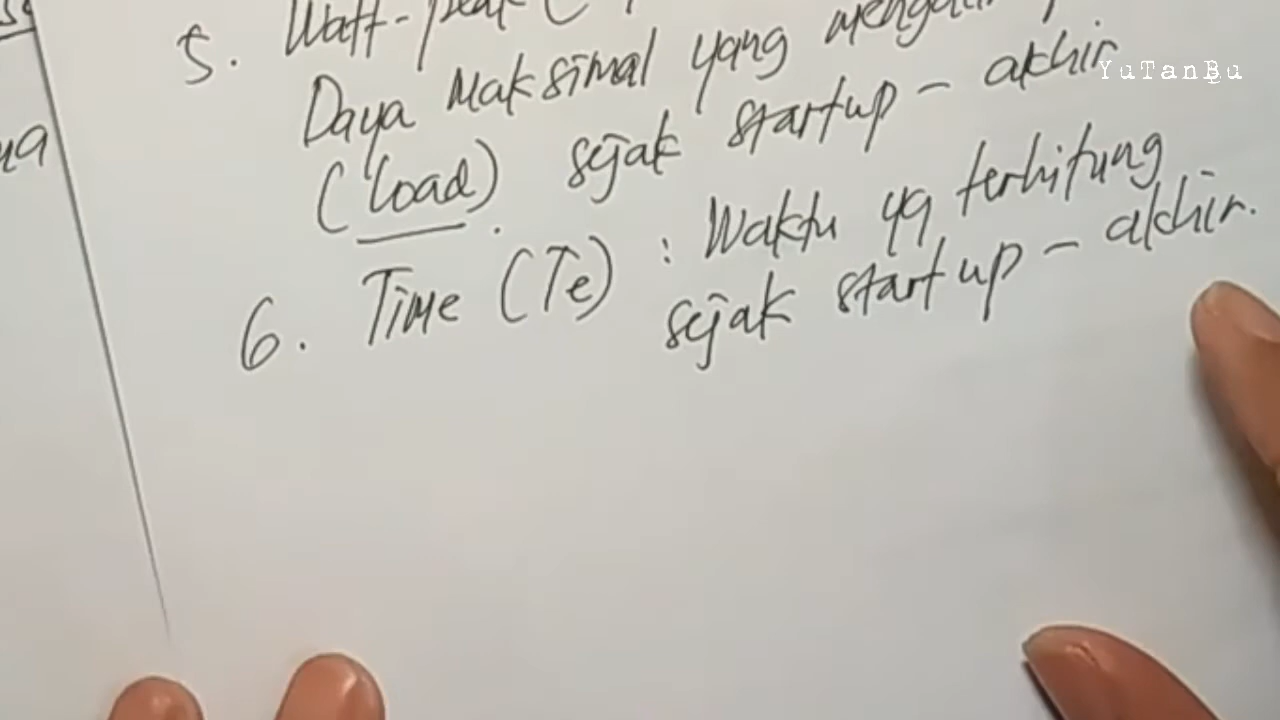 5. Watt-peak (
Daya Maksimal yang
(Load) sejak startup - akhir
6. Time (Te) : Waktu yg terhitung
sejak startup - akhir.
YuTanBu